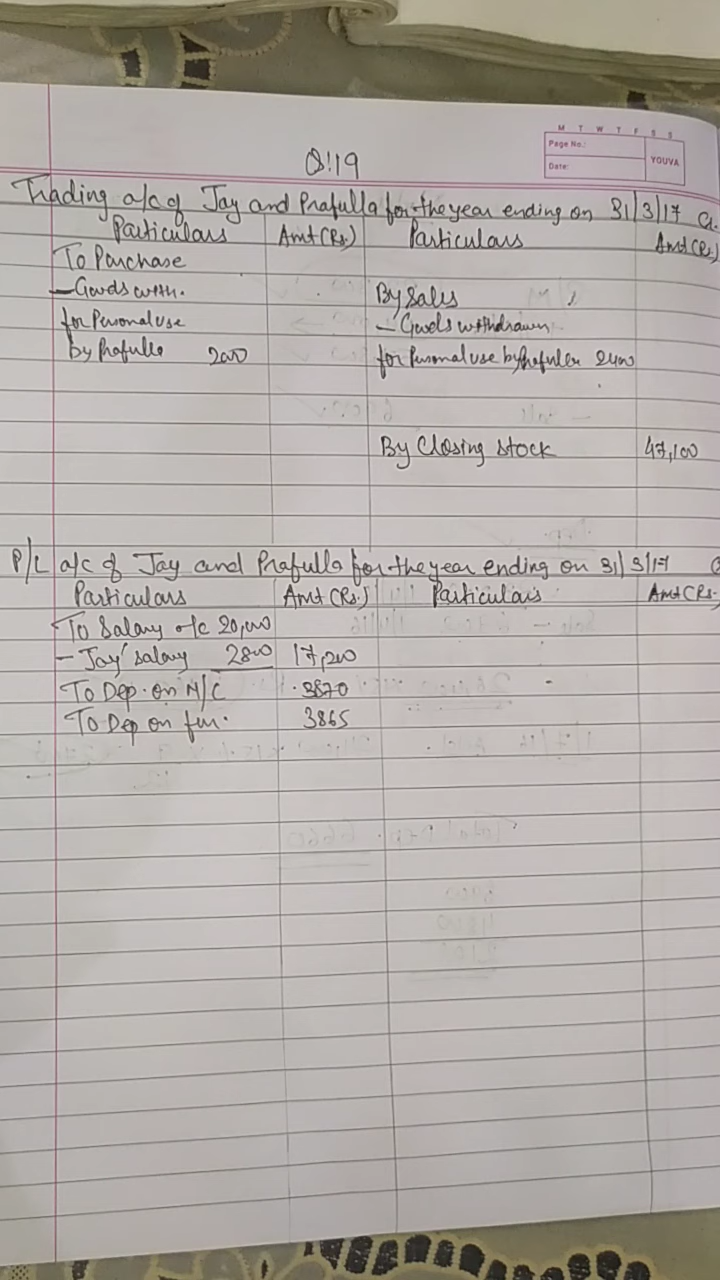 M T W T F S S
Page No.:
Date:
YOUVA
Q:19
Trading a/c of Jay and Prafulla for the year ending on 31/3/17 Cr.
Particulars Amt (Rs.) Particulars Amt (Rs.)
To Purchase
- Goods with. By Sales
for Personal use - Goods withdrawn
by Prafulla 2000 for Personal use by Prafulla 2400
By Closing stock 47,100
P/L a/c of Jay and Prafulla for the year ending on 31/3/17
Particulars Amt (Rs.) Particulars Amt (Rs.
To Salary a/c 20,000
- Jay' salary 2800 17,200
To Dep. on M/C 3870
To Dep on fur. 3865